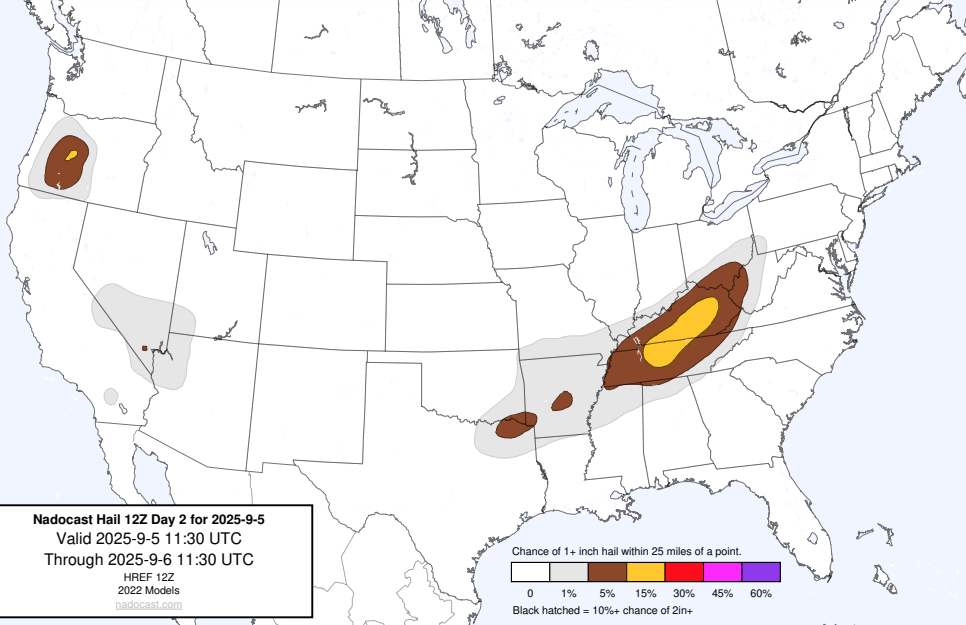 Nadocast Hail 12Z Day 2 for 2025-9-5
Valid 2025-9-5 11:30 UTC
Through 2025-9-6 11:30 UTC
HREF 12Z
2022 Models
nadocast.com
Chance of 1+ inch hail within 25 miles of a point.
0 1% 5% 15% 30% 45% 60%
Black hatched = 10%+ chance of 2in+